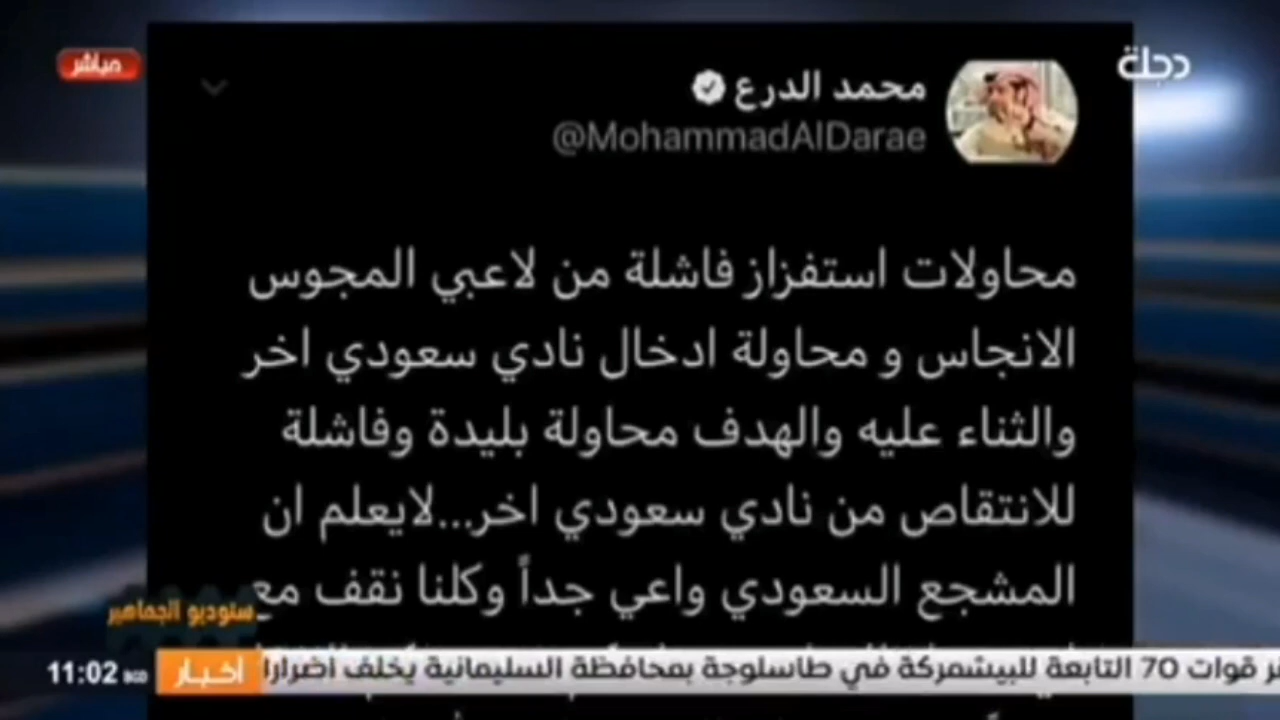 مباشر
دجلة
محمد الدرع
@MohammadAlDarae
محاولات استفزاز فاشلة من لاعبي المجوس
الانجاس و محاولة ادخال نادي سعودي اخر
والثناء عليه والهدف محاولة بليدة وفاشلة
للانتقاص من نادي سعودي اخر...لايعلم ان
المشجع السعودي واعي جداً وكلنا نقف مع
ستوديو الجماهير
11:02 BGD
أخبار
قوات 70 التابعة للبيشمركة في طاسلوجة بمحافظة السليمانية يخلف اضرارا